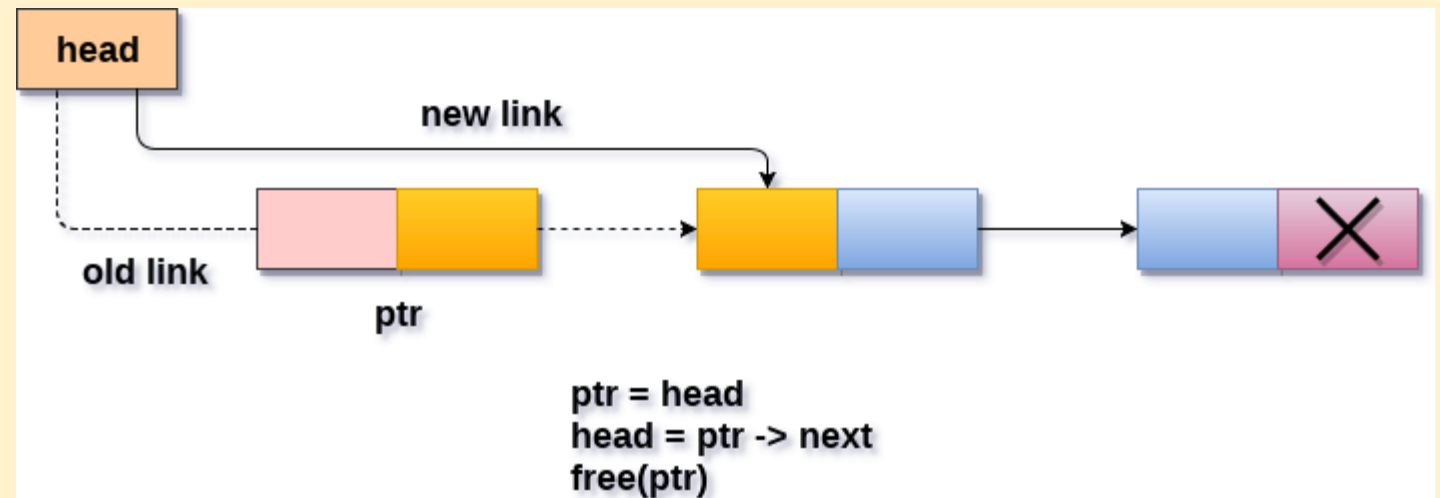 head
new link
old link
ptr
ptr = head
head = ptr -> next
free(ptr)